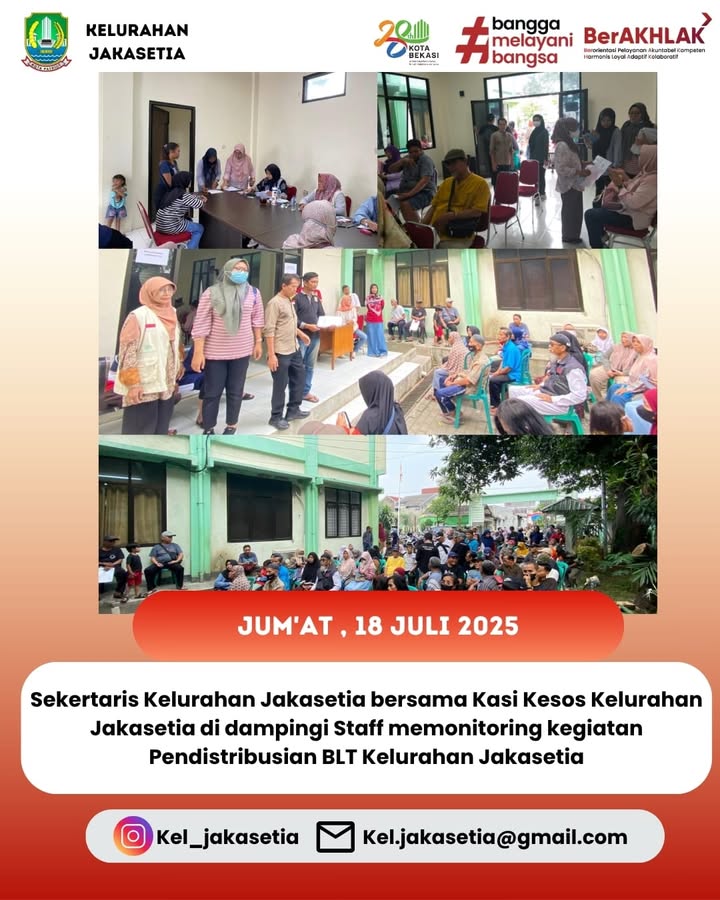 KELURAHAN
JAKASETIA
KOTA
BEKASI
#bangga
melayani
bangsa
BerAKHLAK
Berorientasi Pelayanan Akuntabel Kompeten
Harmonis Loyal Adaptif Kolaboratif
JUM'AT , 18 JULI 2025
Sekertaris Kelurahan Jakasetia bersama Kasi Kesos Kelurahan
Jakasetia di dampingi Staff memonitoring kegiatan
Pendistribusian BLT Kelurahan Jakasetia
Kel_jakasetia
Kel.jakasetia@gmail.com